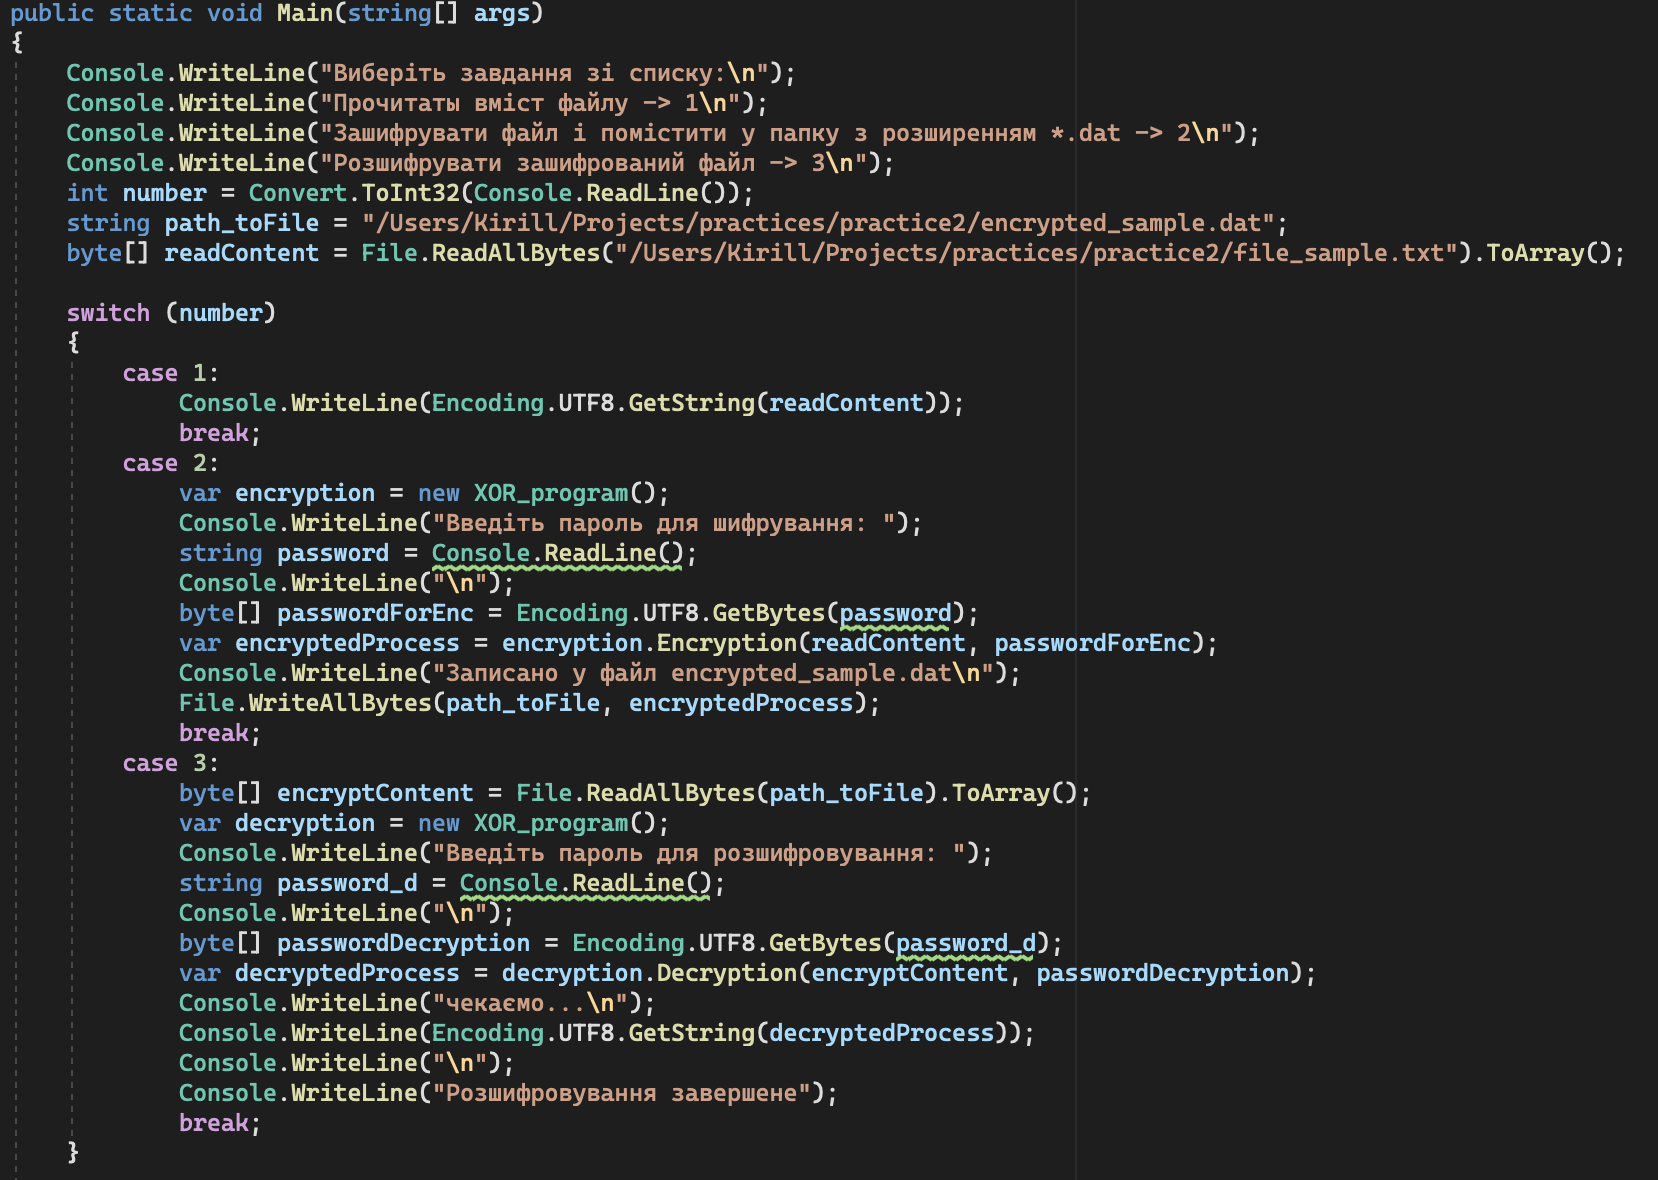 public static void Main(string[] args)
{
    Console.WriteLine("Виберіть завдання зі списку:\n");
    Console.WriteLine("Прочитаты вміст файлу -> 1\n");
    Console.WriteLine("Зашифрувати файл і помістити у папку з розширенням *.dat -> 2\n");
    Console.WriteLine("Розшифрувати зашифрований файл -> 3\n");
    int number = Convert.ToInt32(Console.ReadLine());
    string path_toFile = "/Users/Kirill/Projects/practices/practice2/encrypted_sample.dat";
    byte[] readContent = File.ReadAllBytes("/Users/Kirill/Projects/practices/practice2/file_sample.txt").ToArray();

    switch (number)
    {
        case 1:
            Console.WriteLine(Encoding.UTF8.GetString(readContent));
            break;
        case 2:
            var encryption = new XOR_program();
            Console.WriteLine("Введіть пароль для шифрування: ");
            string password = Console.ReadLine();
            Console.WriteLine("\n");
            byte[] passwordForEnc = Encoding.UTF8.GetBytes(password);
            var encryptedProcess = encryption.Encryption(readContent, passwordForEnc);
            Console.WriteLine("Записано у файл encrypted_sample.dat\n");
            File.WriteAllBytes(path_toFile, encryptedProcess);
            break;
        case 3:
            byte[] encryptContent = File.ReadAllBytes(path_toFile).ToArray();
            var decryption = new XOR_program();
            Console.WriteLine("Введіть пароль для розшифровування: ");
            string password_d = Console.ReadLine();
            Console.WriteLine("\n");
            byte[] passwordDecryption = Encoding.UTF8.GetBytes(password_d);
            var decryptedProcess = decryption.Decryption(encryptContent, passwordDecryption);
            Console.WriteLine("чекаємо...\n");
            Console.WriteLine(Encoding.UTF8.GetString(decryptedProcess));
            Console.WriteLine("\n");
            Console.WriteLine("Розшифровування завершене");
            break;
    }